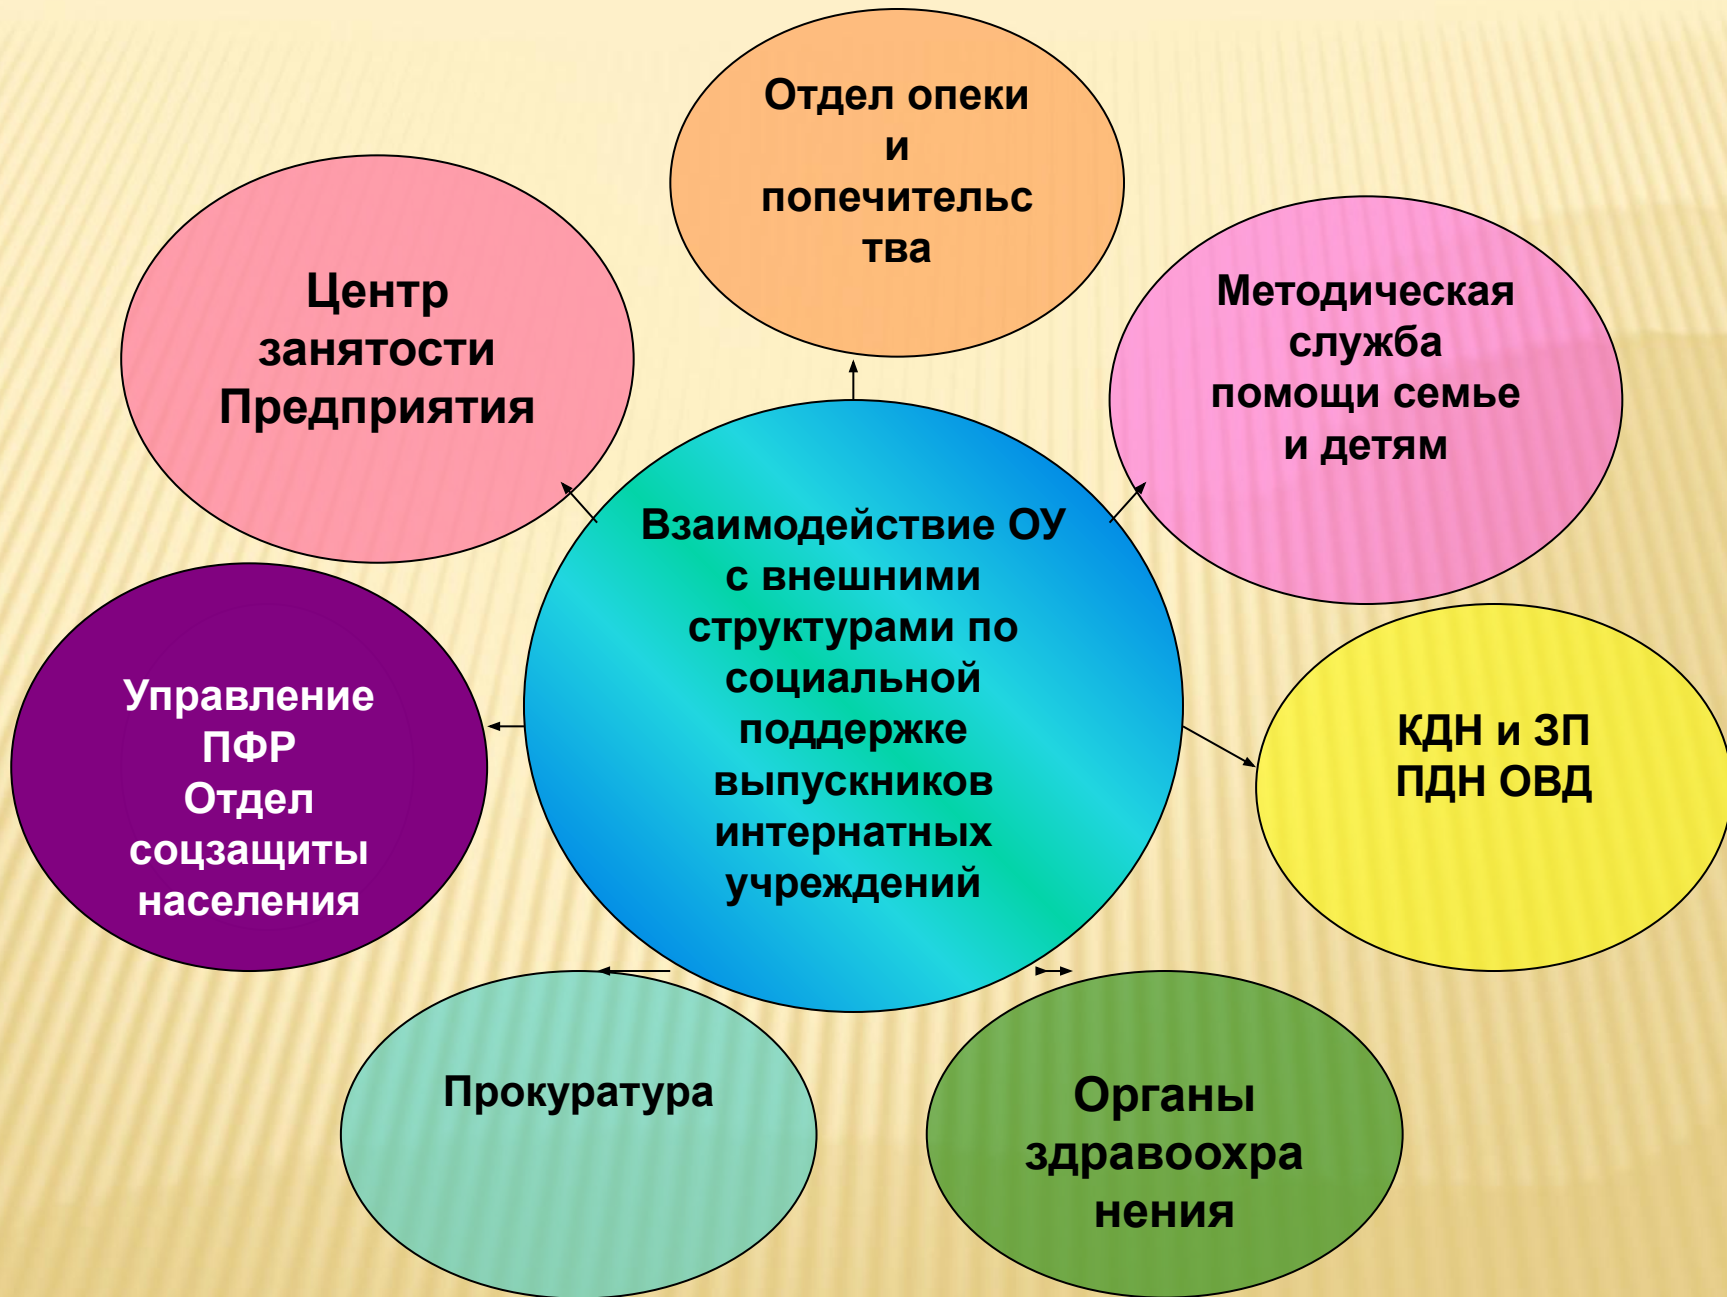 Отдел опеки
и
попечительс
тва
Центр
занятости
Предприятия
Методическая
служба
помощи семье
и детям
Взаимодействие ОУ
с внешними
структурами по
социальной
поддержке
выпускников
интернатных
учреждений
Управление
ПФР
Отдел
соцзащиты
населения
КДН и ЗП
ПДН ОВД
Прокуратура
Органы
здравоохра
нения